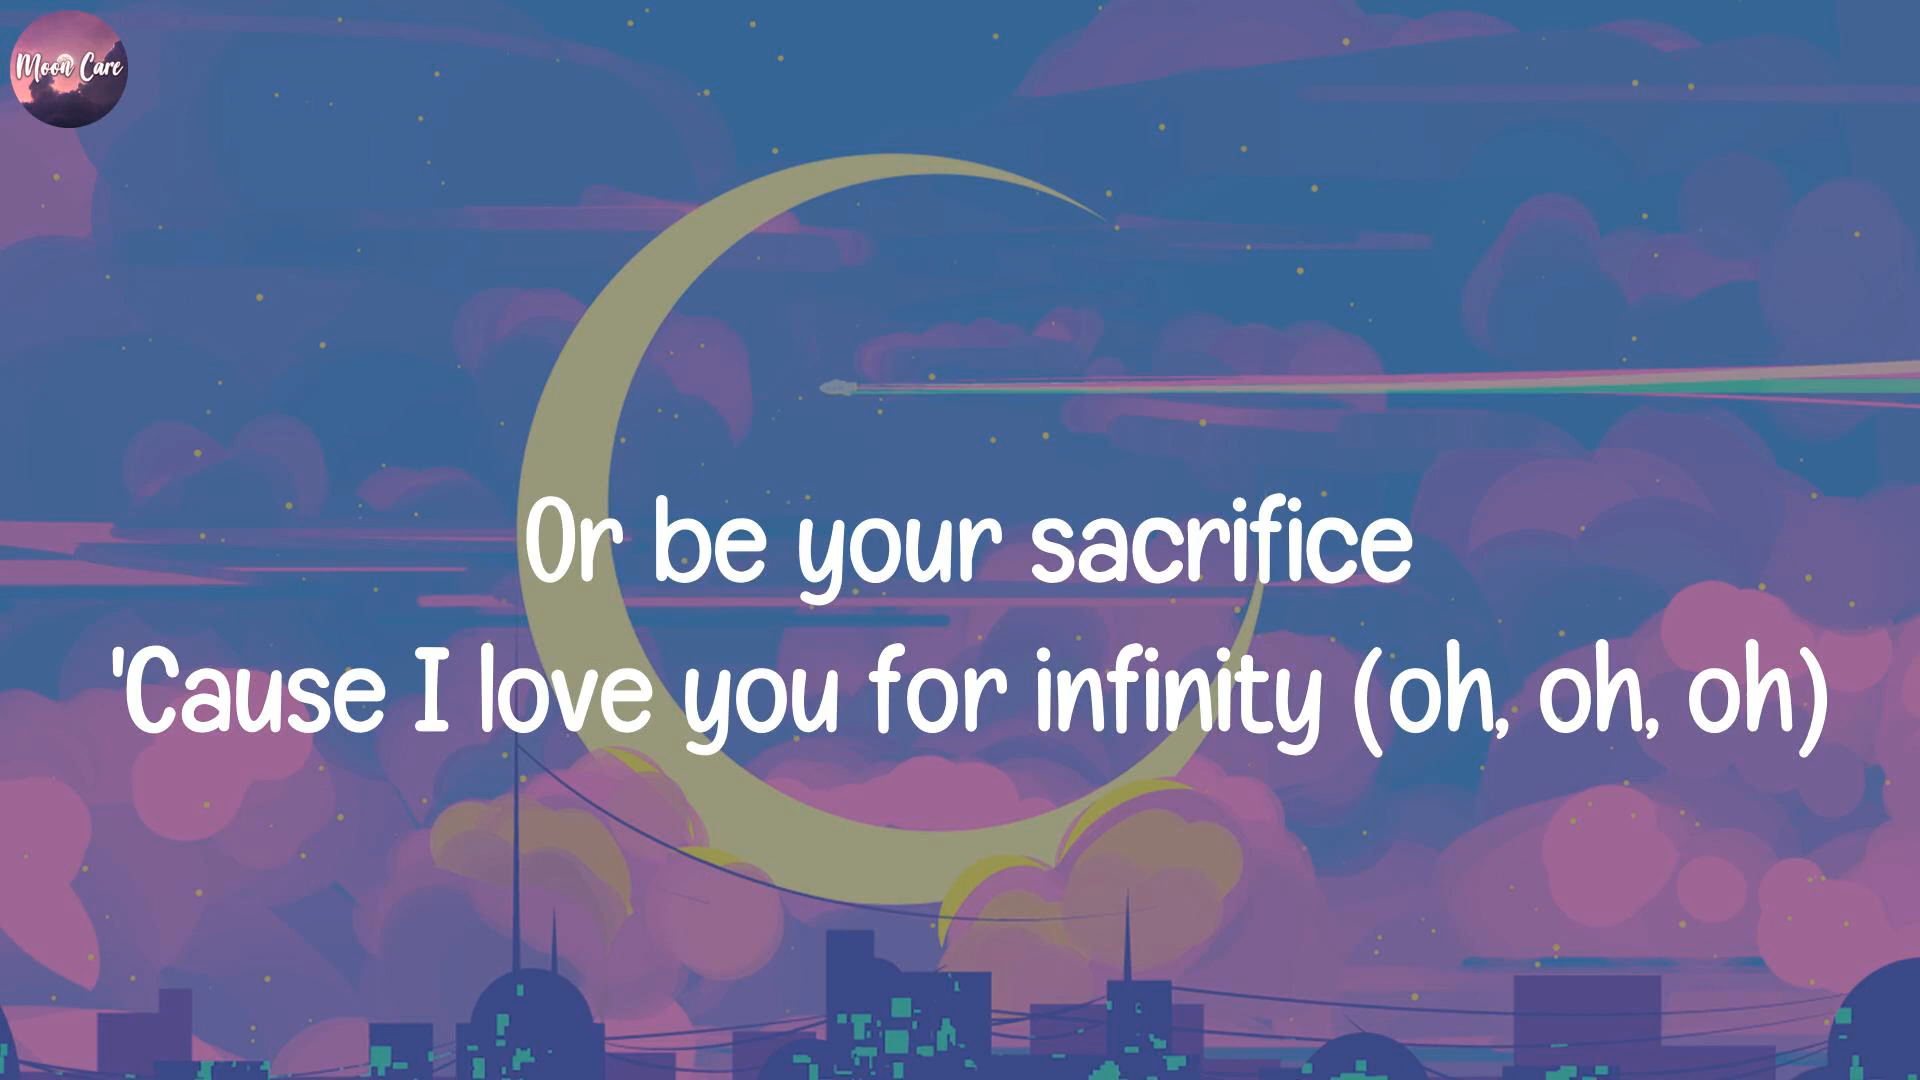 Moon Care
Or be your sacrifice
'Cause I love you for infinity (oh, oh, oh)